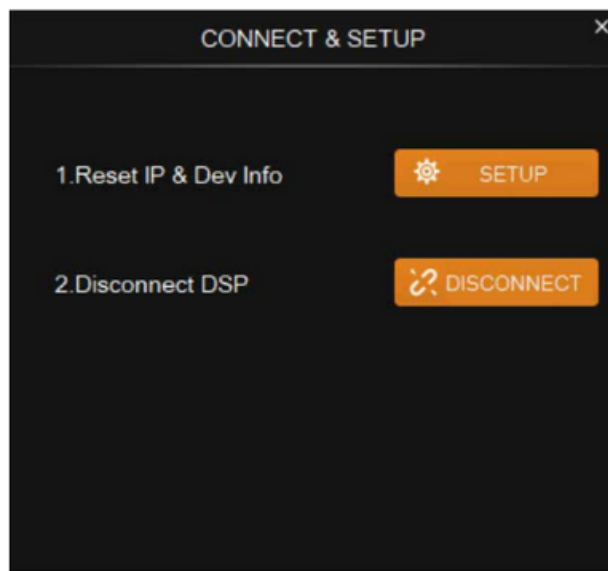 CONNECT & SETUP
1.Reset IP & Dev Info
SETUP
2.Disconnect DSP
DISCONNECT